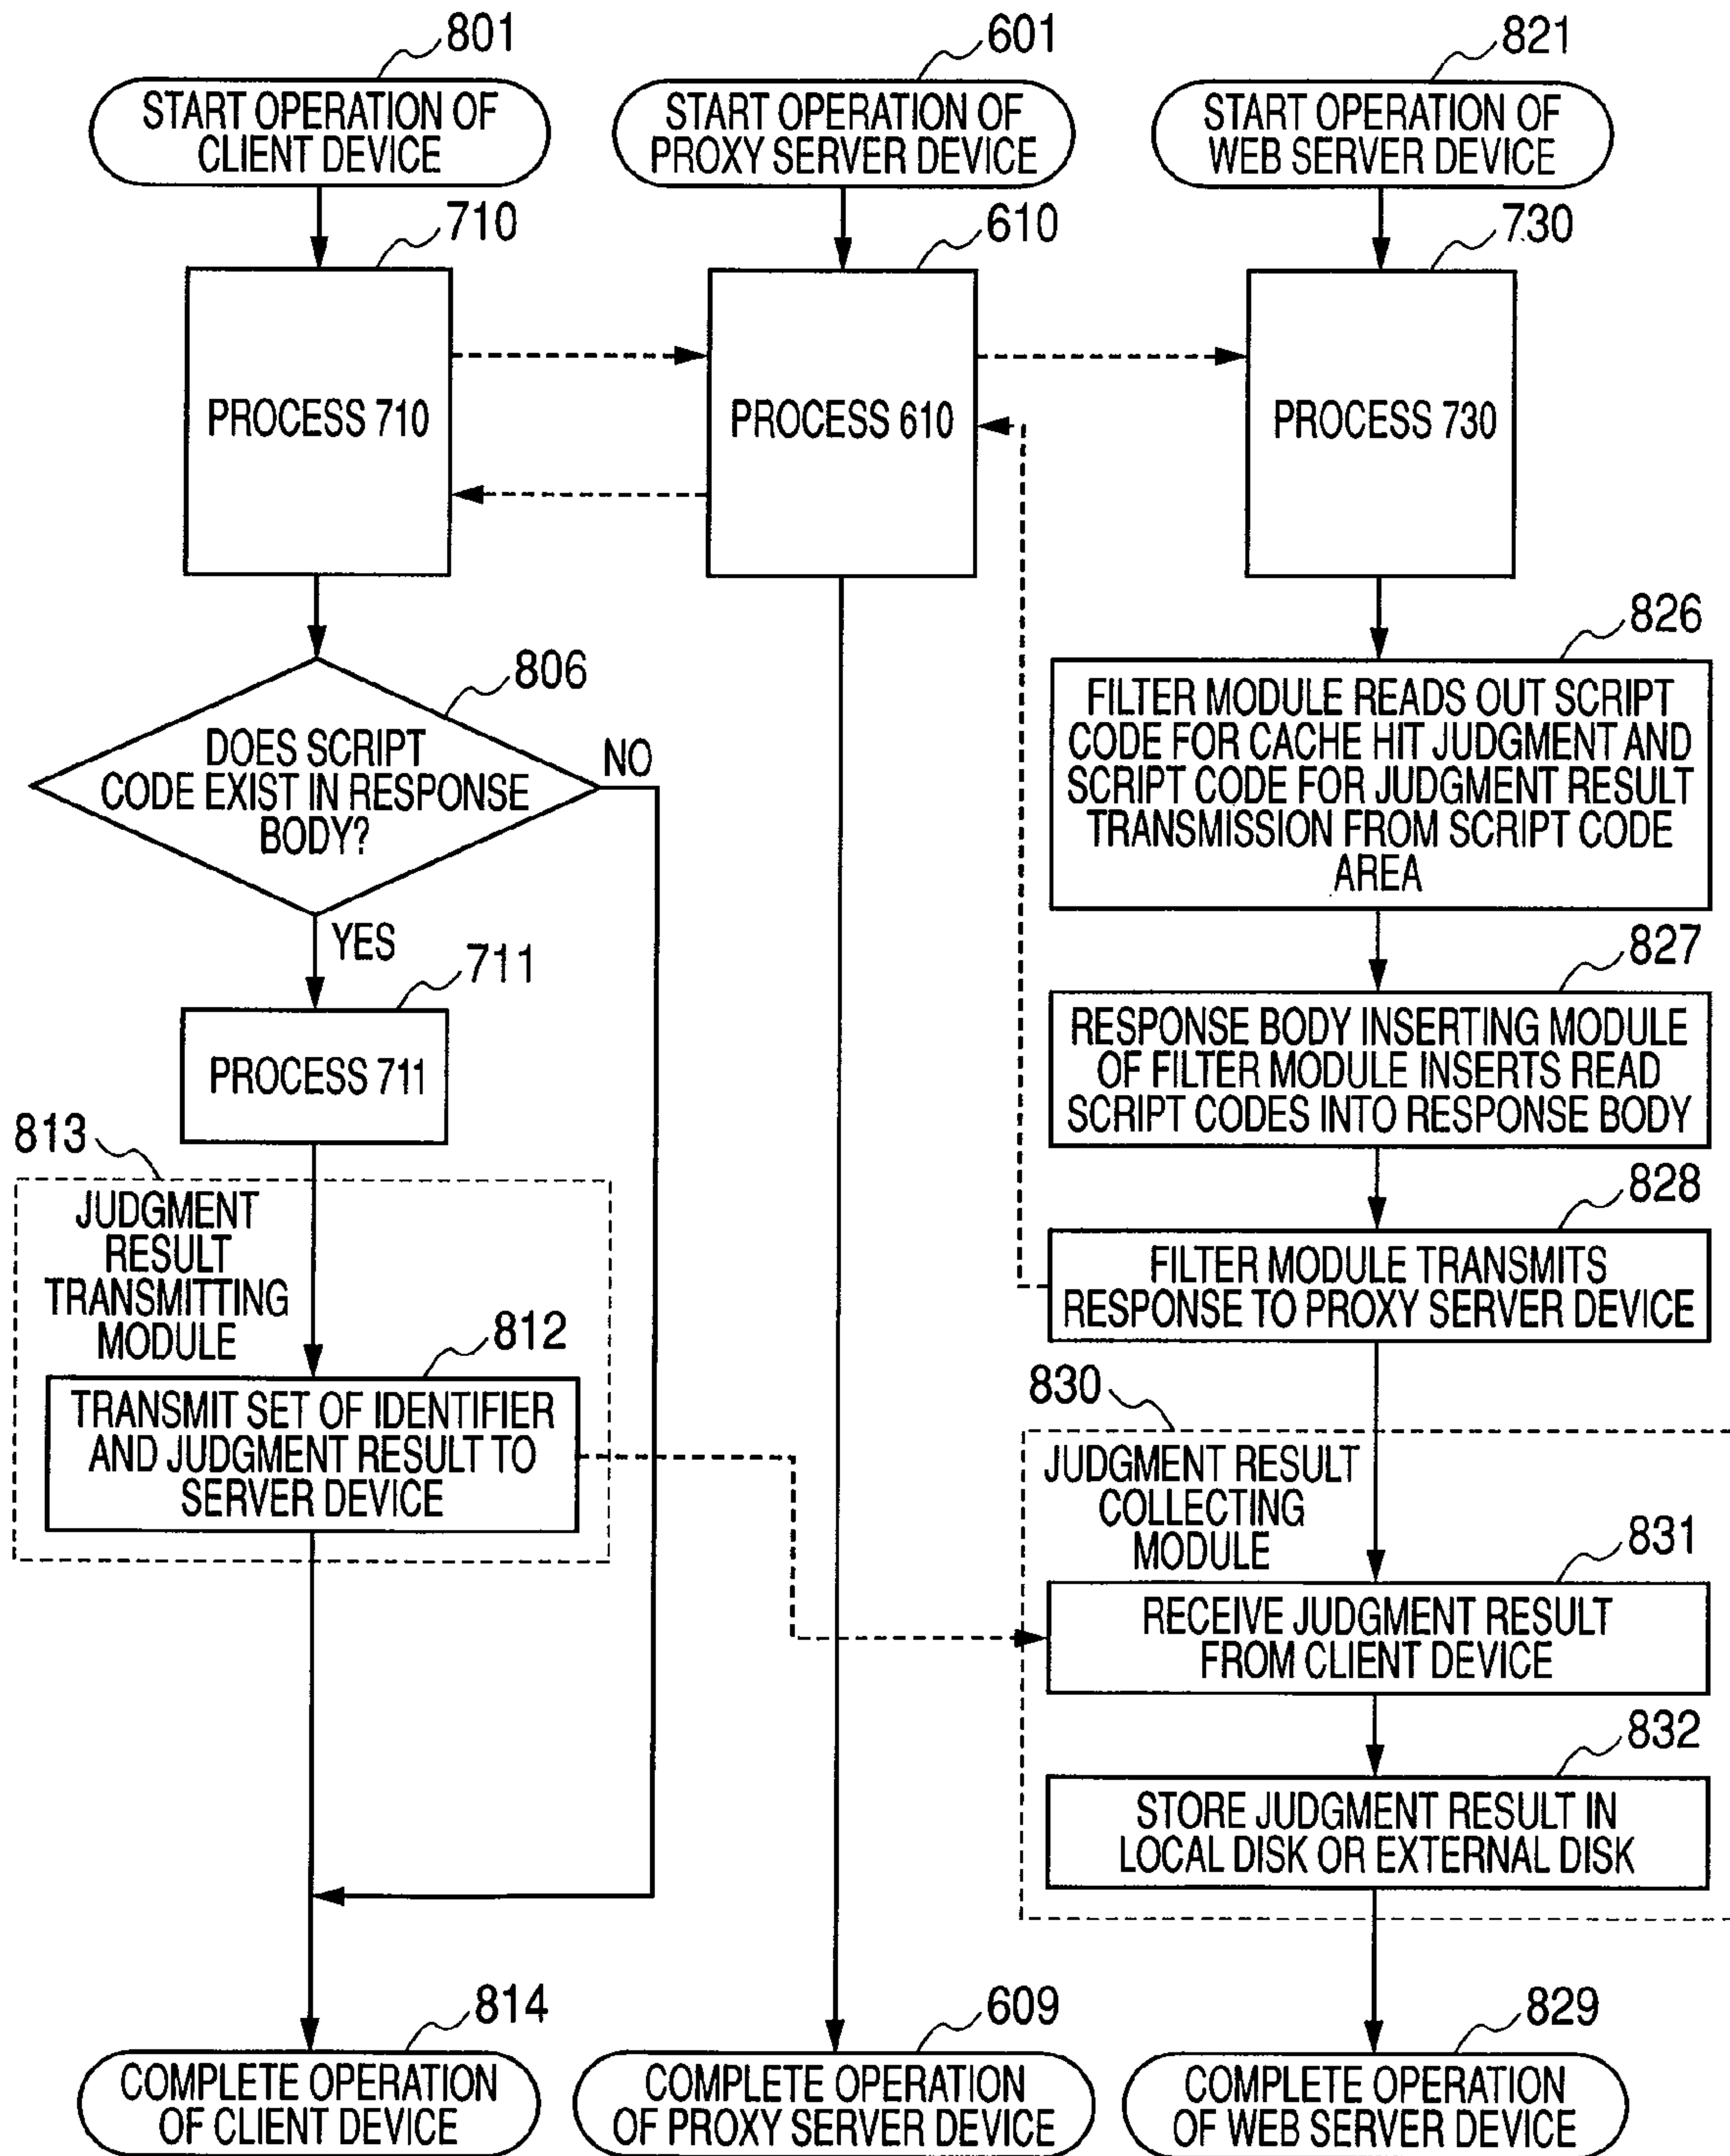 801
START OPERATION OF
CLIENT DEVICE
601
START OPERATION OF
PROXY SERVER DEVICE
821
START OPERATION OF
WEB SERVER DEVICE
710
PROCESS 710
610
PROCESS 610
730
PROCESS 730
806
DOES SCRIPT
CODE EXIST IN RESPONSE
BODY?
NO
YES
711
PROCESS 711
813
JUDGMENT
RESULT
TRANSMITTING
MODULE
812
TRANSMIT SET OF IDENTIFIER
AND JUDGMENT RESULT TO
SERVER DEVICE
826
FILTER MODULE READS OUT SCRIPT
CODE FOR CACHE HIT JUDGMENT AND
SCRIPT CODE FOR JUDGMENT RESULT
TRANSMISSION FROM SCRIPT CODE
AREA
827
RESPONSE BODY INSERTING MODULE
OF FILTER MODULE INSERTS READ
SCRIPT CODES INTO RESPONSE BODY
828
FILTER MODULE TRANSMITS
RESPONSE TO PROXY SERVER DEVICE
830
JUDGMENT RESULT
COLLECTING
MODULE
831
RECEIVE JUDGMENT RESULT
FROM CLIENT DEVICE
832
STORE JUDGMENT RESULT IN
LOCAL DISK OR EXTERNAL DISK
814
COMPLETE OPERATION
OF CLIENT DEVICE
609
COMPLETE OPERATION
OF PROXY SERVER DEVICE
829
COMPLETE OPERATION
OF WEB SERVER DEVICE